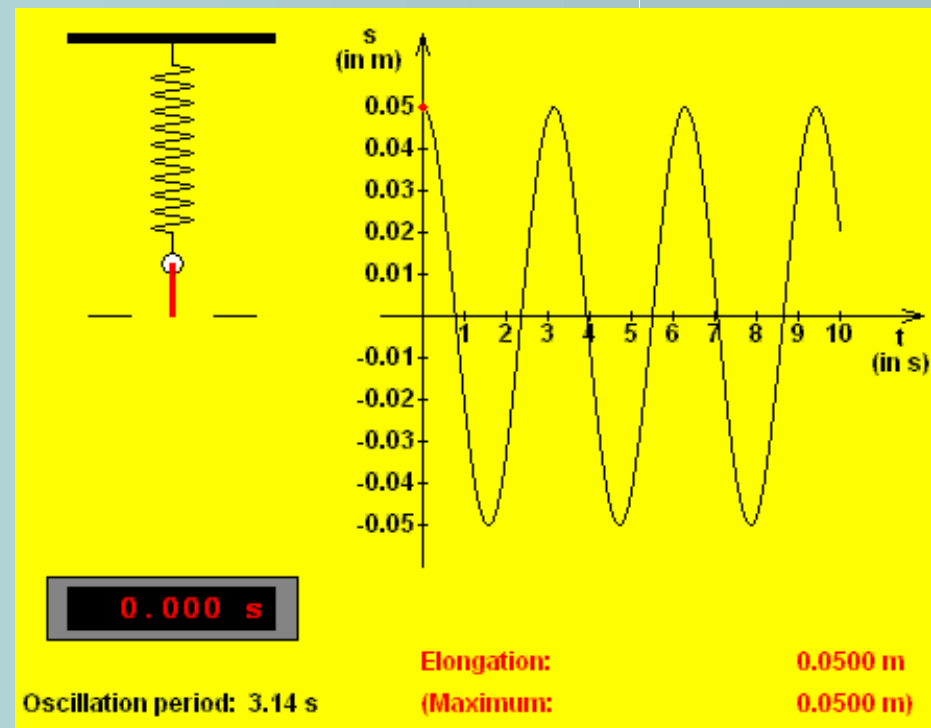 s
(in m)
0.05
0.04
0.03
0.02
0.01
1 2 3 4 5 6 7 8 9 10 t
(in s)
-0.01
-0.02
-0.03
-0.04
-0.05
0.000 s
Elongation: 0.0500 m
Oscillation period: 3.14 s (Maximum: 0.0500 m)